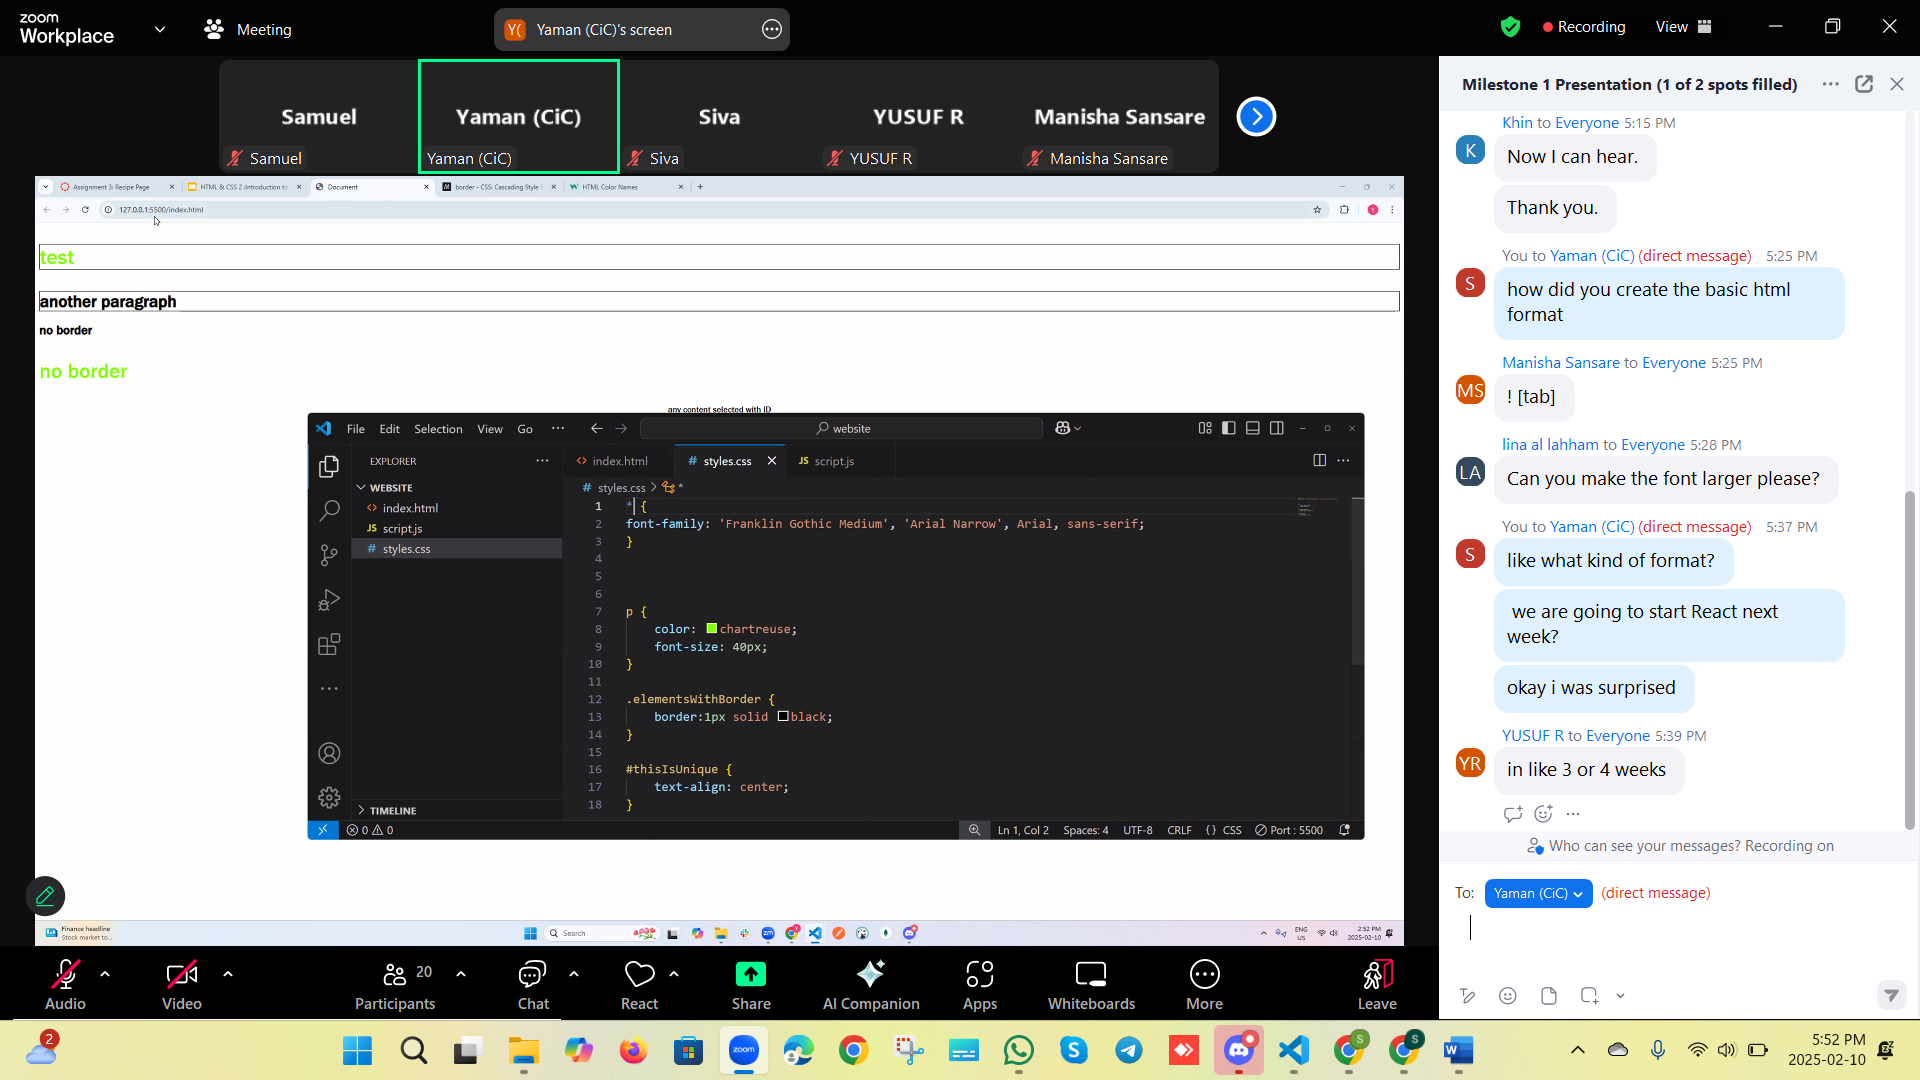 zoom
Workplace
Meeting
Y(
Yaman (CiC)'s screen
Recording
View
Samuel
Yaman (CiC)
Siva
YUSUF R
Manisha Sansare
Samuel
Yaman (CiC)
Siva
YUSUF R
Manisha Sansare
Assignment 3: Recipe Page
HTML & CSS 2 :Introduction to
Document
border - CSS: Cascading Style
HTML Color Names
127.0.0.1:5500/index.html
test
another paragraph
no border
no border
any content selected with ID
File Edit Selection View Go
website
EXPLORER
index.html
styles.css
script.js
WEBSITE
index.html
script.js
styles.css
TIMELINE
styles.css > *
1 * {
2 font-family: 'Franklin Gothic Medium', 'Arial Narrow', Arial, sans-serif;
3 }
4
5
6
7 p {
8 color: chartreuse;
9 font-size: 40px;
10 }
11
12 .elementsWithBorder {
13 border:1px solid black;
14 }
15
16 #thisIsUnique {
17 text-align: center;
18 }
0 0
Ln 1, Col 2 Spaces: 4 UTF-8 CRLF {} CSS Port : 5500
Finance headline
Stock market to...
Search
ENG
US
2:52 PM
2025-02-10
Milestone 1 Presentation (1 of 2 spots filled)
Khin to Everyone 5:15 PM
K
Now I can hear.
Thank you.
You to Yaman (CiC) (direct message) 5:25 PM
S
how did you create the basic html
format
Manisha Sansare to Everyone 5:25 PM
MS
! [tab]
lina al lahham to Everyone 5:28 PM
LA
Can you make the font larger please?
You to Yaman (CiC) (direct message) 5:37 PM
S
like what kind of format?
we are going to start React next
week?
okay i was surprised
YUSUF R to Everyone 5:39 PM
YR
in like 3 or 4 weeks
Who can see your messages? Recording on
To: Yaman (CiC) (direct message)
Audio
Video
20
Participants
Chat
React
Share
AI Companion
Apps
Whiteboards
More
Leave
2
zoom
S
S
W
5:52 PM
2025-02-10